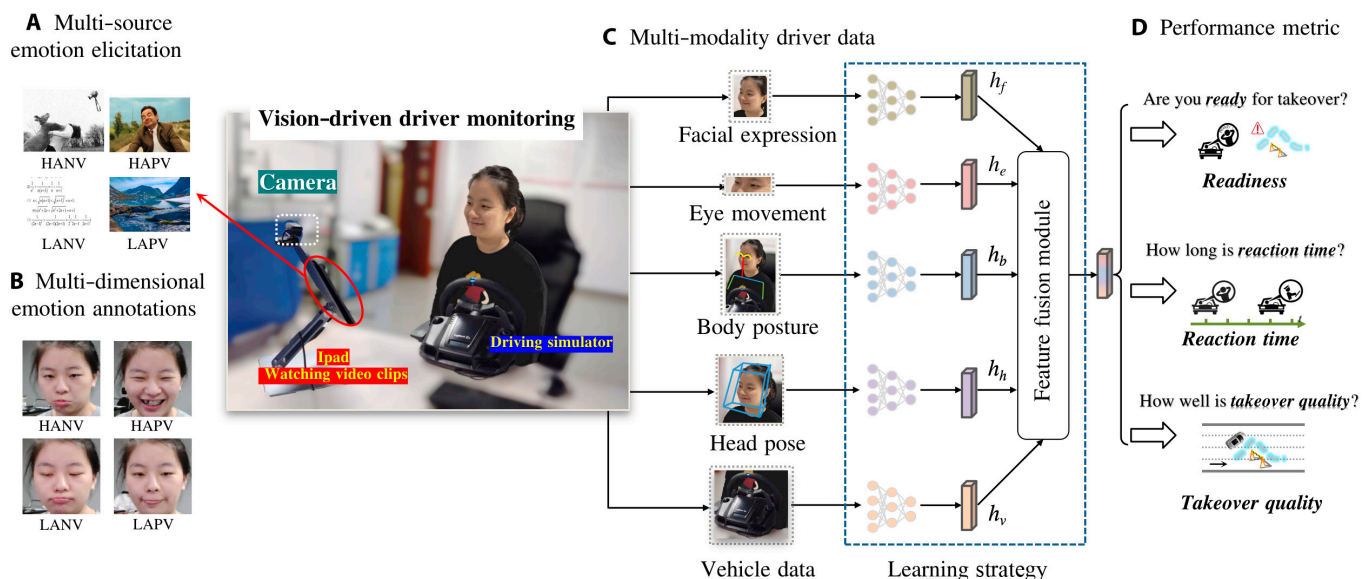 A Multi-source
emotion elicitation
HANV
HAPV
LANV
LAPV
B Multi-dimensional
emotion annotations
HANV
HAPV
LANV
LAPV
Vision-driven driver monitoring
Camera
Ipad
Watching video clips
Driving simulator
C Multi-modality driver data
Facial expression
Eye movement
Body posture
Head pose
Vehicle data
h_f
h_e
h_b
h_h
h_v
Feature fusion module
Learning strategy
D Performance metric
Are you ready for takeover?
Readiness
How long is reaction time?
Reaction time
How well is takeover quality?
Takeover quality